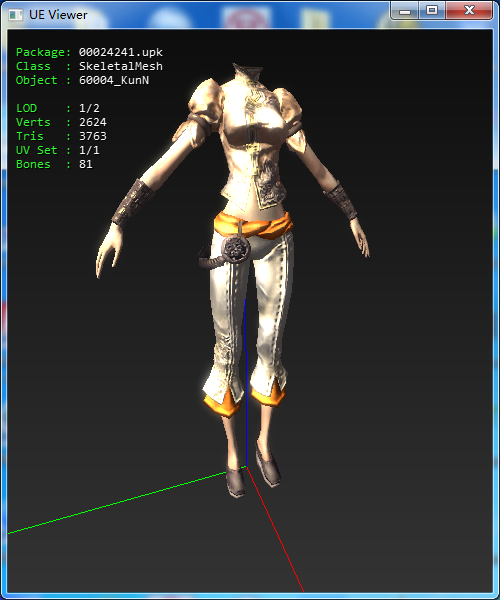 UE Viewer
Package: 00024241.upk
Class  : SkeletalMesh
Object : 60004_KunN
LOD    : 1/2
Verts  : 2624
Tris   : 3763
UV Set : 1/1
Bones  : 81